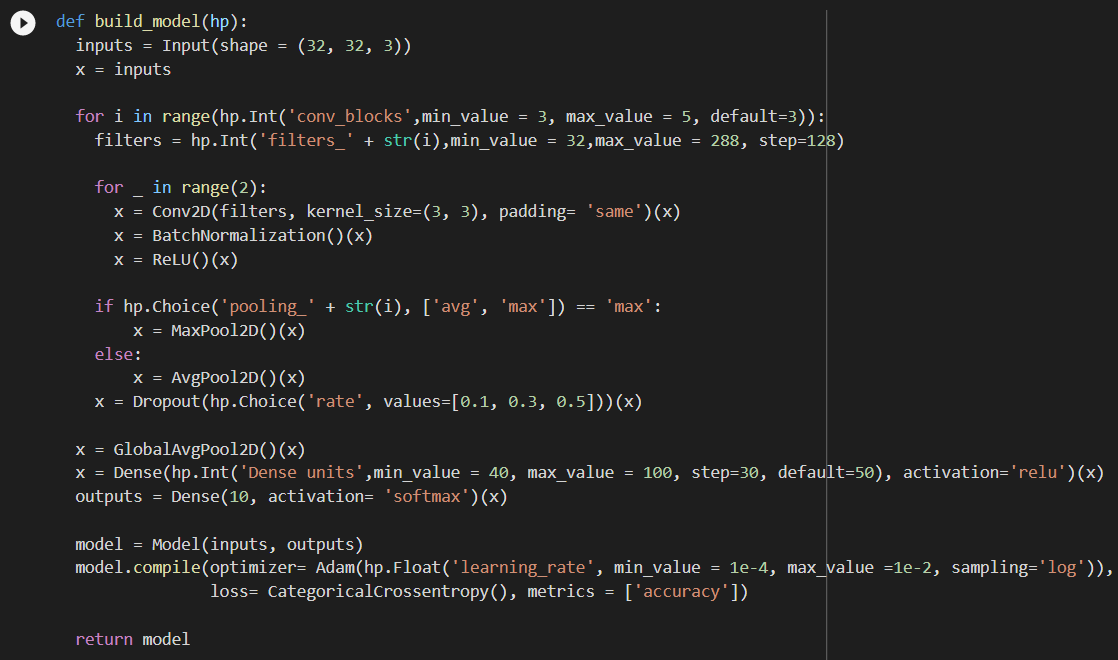 def build_model(hp):
  inputs = Input(shape = (32, 32, 3))
  x = inputs

  for i in range(hp.Int('conv_blocks',min_value = 3, max_value = 5, default=3)):
    filters = hp.Int('filters_' + str(i),min_value = 32,max_value = 288, step=128)

    for _ in range(2):
      x = Conv2D(filters, kernel_size=(3, 3), padding= 'same')(x)
      x = BatchNormalization()(x)
      x = ReLU()(x)

    if hp.Choice('pooling_' + str(i), ['avg', 'max']) == 'max':
        x = MaxPool2D()(x)
    else:
        x = AvgPool2D()(x)
    x = Dropout(hp.Choice('rate', values=[0.1, 0.3, 0.5]))(x)

  x = GlobalAvgPool2D()(x)
  x = Dense(hp.Int('Dense units',min_value = 40, max_value = 100, step=30, default=50), activation='relu')(x)
  outputs = Dense(10, activation= 'softmax')(x)

  model = Model(inputs, outputs)
  model.compile(optimizer= Adam(hp.Float('learning_rate', min_value = 1e-4, max_value =1e-2, sampling='log')),
                loss= CategoricalCrossentropy(), metrics = ['accuracy'])

  return model